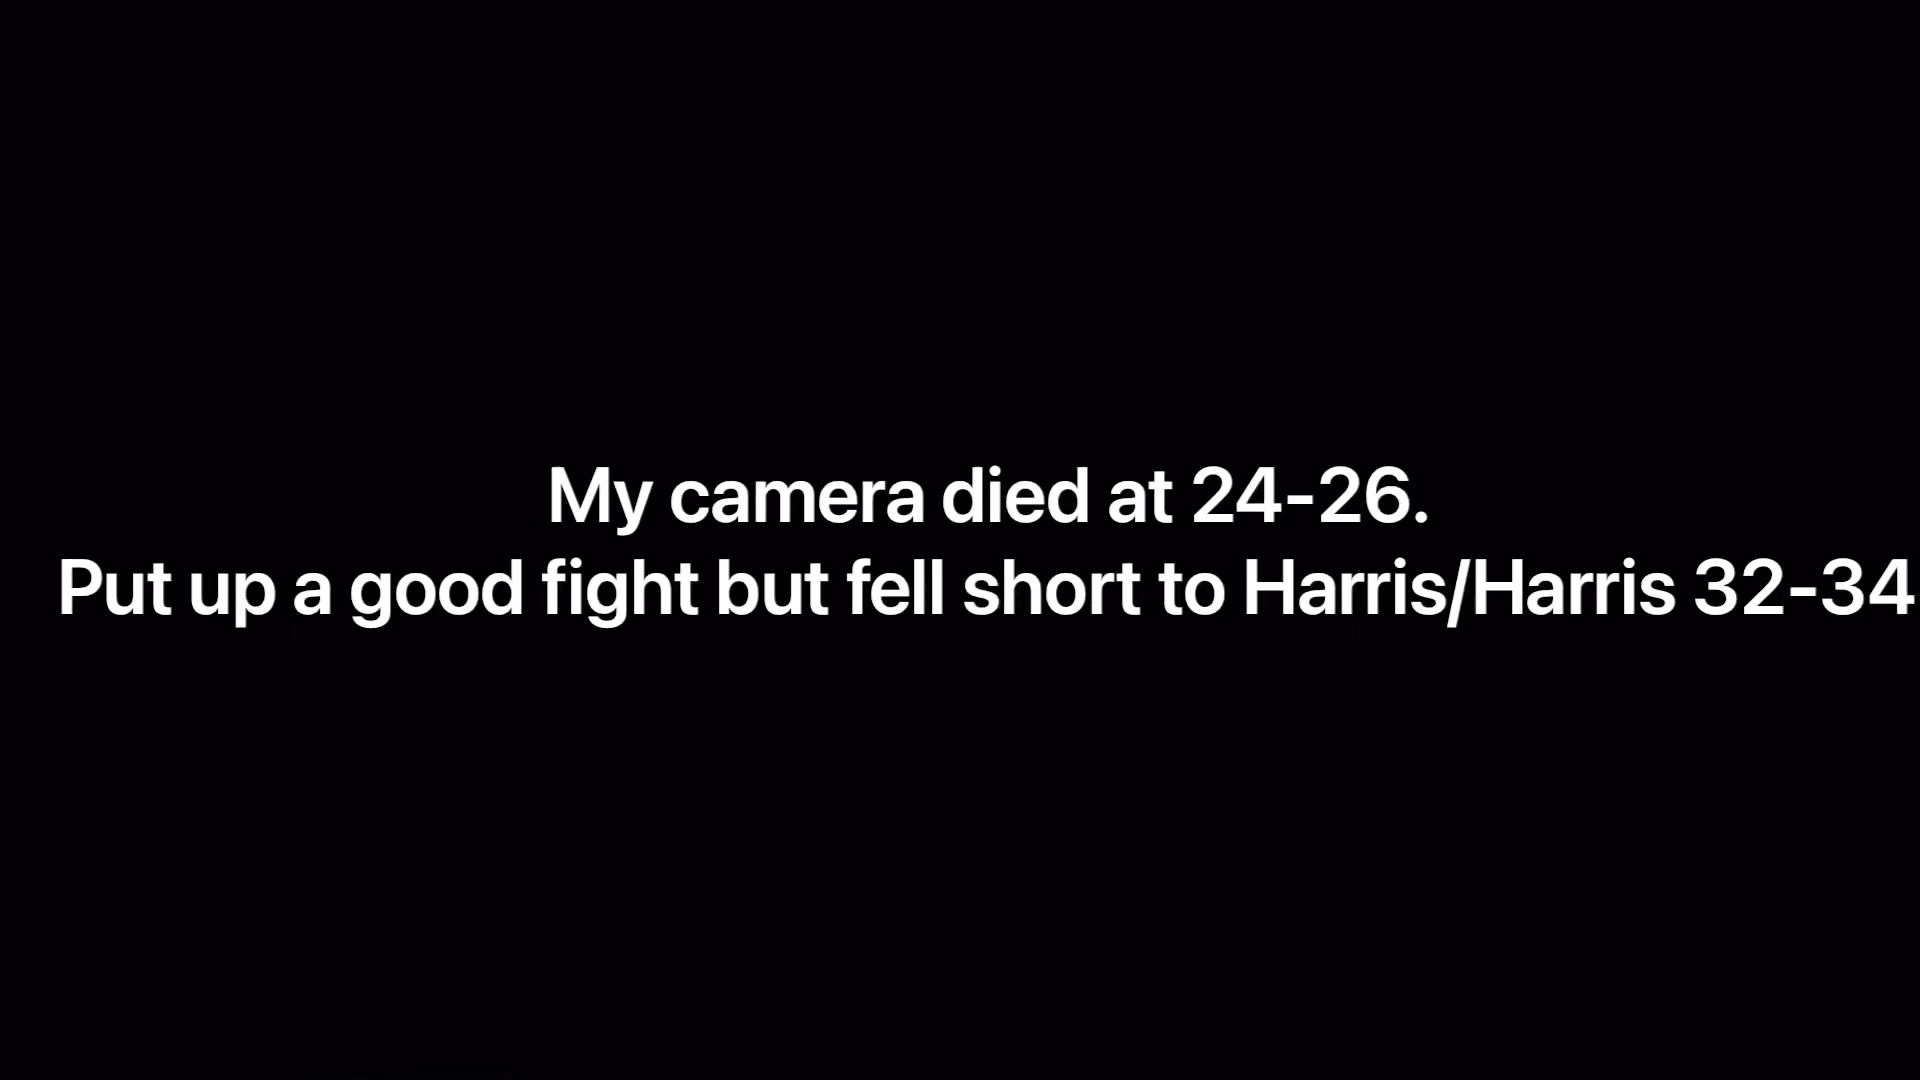 My camera died at 24-26.
Put up a good fight but fell short to Harris/Harris 32-34